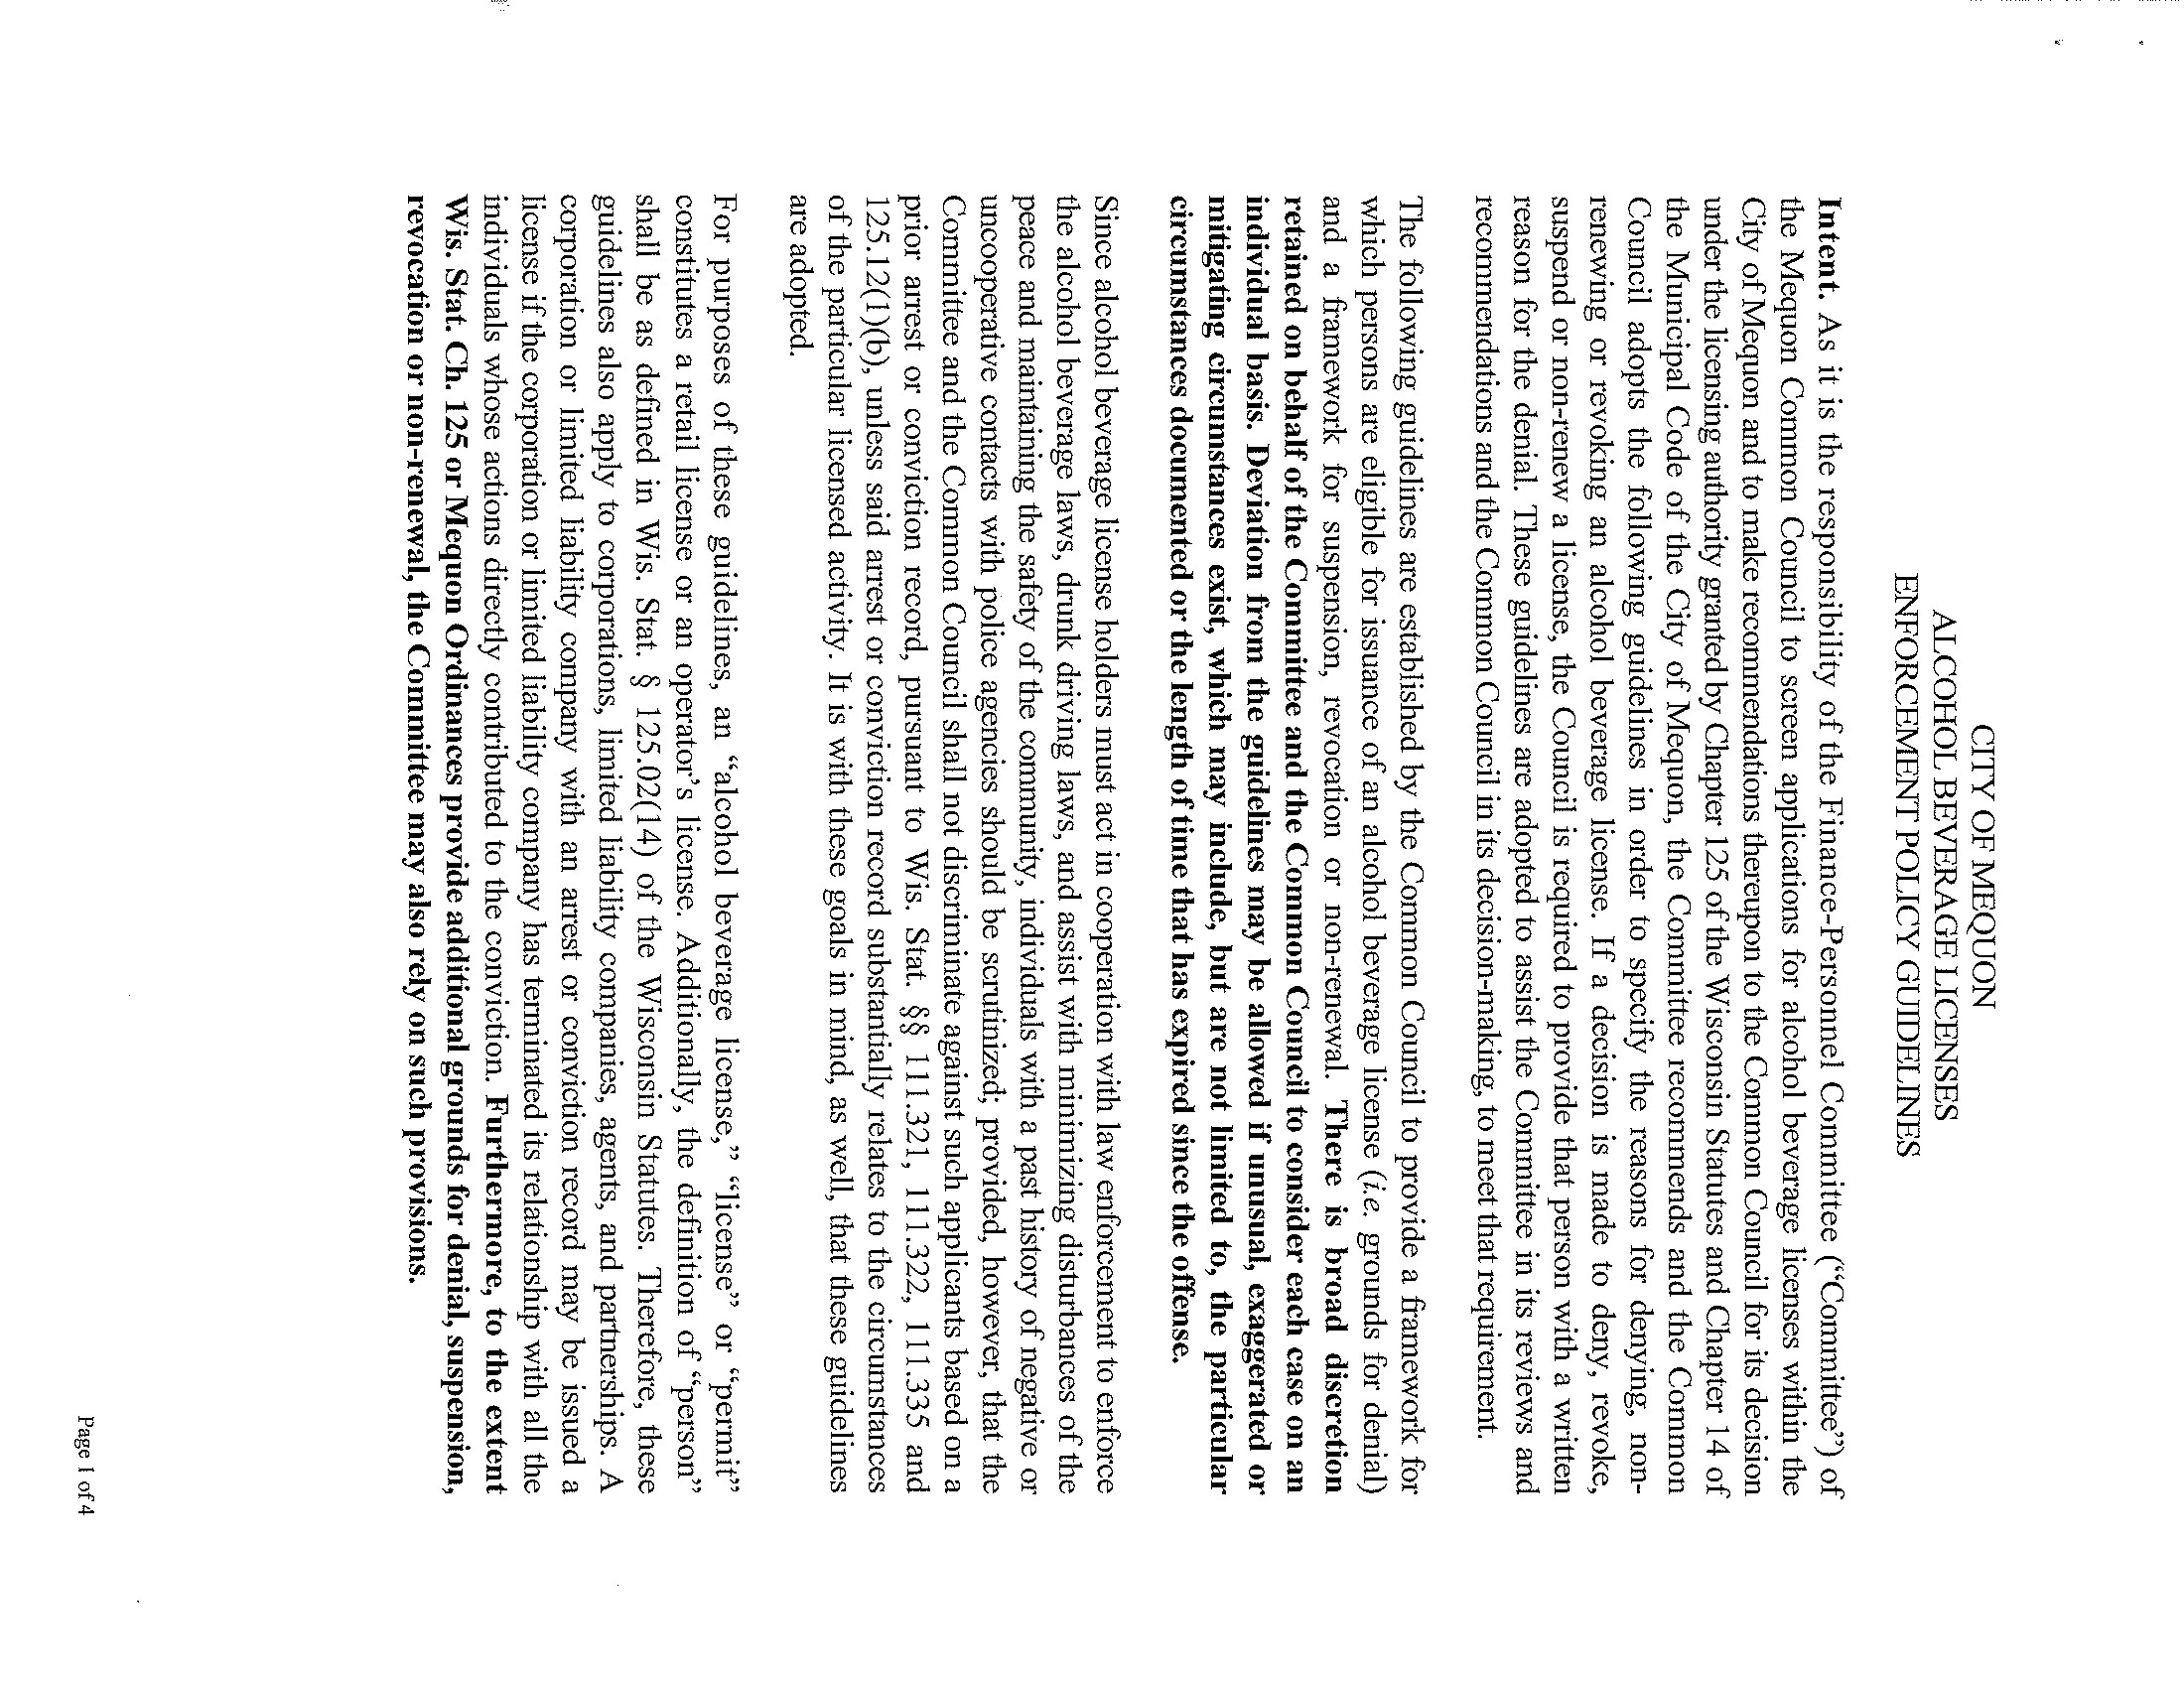 CITY OF MEQUON
ALCOHOL BEVERAGE LICENSES
ENFORCEMENT POLICY GUIDELINES
Intent. As it is the responsibility of the Finance-Personnel Committee (“Committee”) of
the Mequon Common Council to screen applications for alcohol beverage licenses within the
City of Mequon and to make recommendations thereupon to the Common Council for its decision
under the licensing authority granted by Chapter 125 of the Wisconsin Statutes and Chapter 14 of
the Municipal Code of the City of Mequon, the Committee recommends and the Common
Council adopts the following guidelines in order to specify the reasons for denying, non-
renewing or revoking an alcohol beverage license. If a decision is made to deny, revoke,
suspend or non-renew a license, the Council is required to provide that person with a written
reason for the denial. These guidelines are adopted to assist the Committee in its reviews and
recommendations and the Common Council in its decision-making, to meet that requirement.
The following guidelines are established by the Common Council to provide a framework for
which persons are eligible for issuance of an alcohol beverage license (i.e. grounds for denial)
and a framework for suspension, revocation or non-renewal. There is broad discretion
retained on behalf of the Committee and the Common Council to consider each case on an
individual basis. Deviation from the guidelines may be allowed if unusual, exaggerated or
mitigating circumstances exist, which may include, but are not limited to, the particular
circumstances documented or the length of time that has expired since the offense.
Since alcohol beverage license holders must act in cooperation with law enforcement to enforce
the alcohol beverage laws, drunk driving laws, and assist with minimizing disturbances of the
peace and maintaining the safety of the community, individuals with a past history of negative or
uncooperative contacts with police agencies should be scrutinized; provided, however, that the
Committee and the Common Council shall not discriminate against such applicants based on a
prior arrest or conviction record, pursuant to Wis. Stat. §§ 111.321, 111.322, 111.335 and
125.12(1)(b), unless said arrest or conviction record substantially relates to the circumstances
of the particular licensed activity. It is with these goals in mind, as well, that these guidelines
are adopted.
For purposes of these guidelines, an “alcohol beverage license,” “license” or “permit”
constitutes a retail license or an operator’s license. Additionally, the definition of “person”
shall be as defined in Wis. Stat. § 125.02(14) of the Wisconsin Statutes. Therefore, these
guidelines also apply to corporations, limited liability companies, agents, and partnerships. A
corporation or limited liability company with an arrest or conviction record may be issued a
license if the corporation or limited liability company has terminated its relationship with all the
individuals whose actions directly contributed to the conviction. Furthermore, to the extent
Wis. Stat. Ch. 125 or Mequon Ordinances provide additional grounds for denial, suspension,
revocation or non-renewal, the Committee may also rely on such provisions.
Page 1 of 4